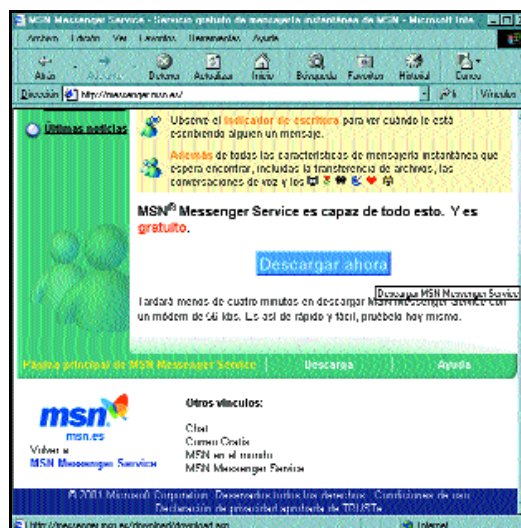 MSN Messenger Service - Servicio gratuito de mensajería instantánea de MSN - Microsoft Inte
Archivo Edición Ver Favoritos Herramientas Ayuda
Atrás Adelante Detener Actualizar Inicio Búsqueda Favoritos Historial Correo
Dirección http://messenger.msn.es/ Ir Vínculos
Últimas noticias
Observe el indicador de escritura para ver cuándo le está
escribiendo alguien un mensaje.
Además de todas las características de mensajería instantánea que
espera encontrar, incluidas la transferencia de archivos, las
conversaciones de voz y los
MSN® Messenger Service es capaz de todo esto. Y es
gratuito.
Descargar ahora
Descargar MSN Messenger Service
Tardará menos de cuatro minutos en descargar MSN Messenger Service con
un módem de 56 kbs. Es así de rápido y fácil, pruébelo hoy mismo.
Página principal de MSN Messenger Service | Descarga | Ayuda
msn
msn.es
Volver a
MSN Messenger Service
Otros vínculos:
Chat
Correo Gratis
MSN en el mundo
MSN Messenger Service
© 2001 Microsoft Corporation. Reservados todos los derechos. Condiciones de uso
Declaración de privacidad aprobada de TRUSTe
http://messenger.msn.es/download/download.asp Internet